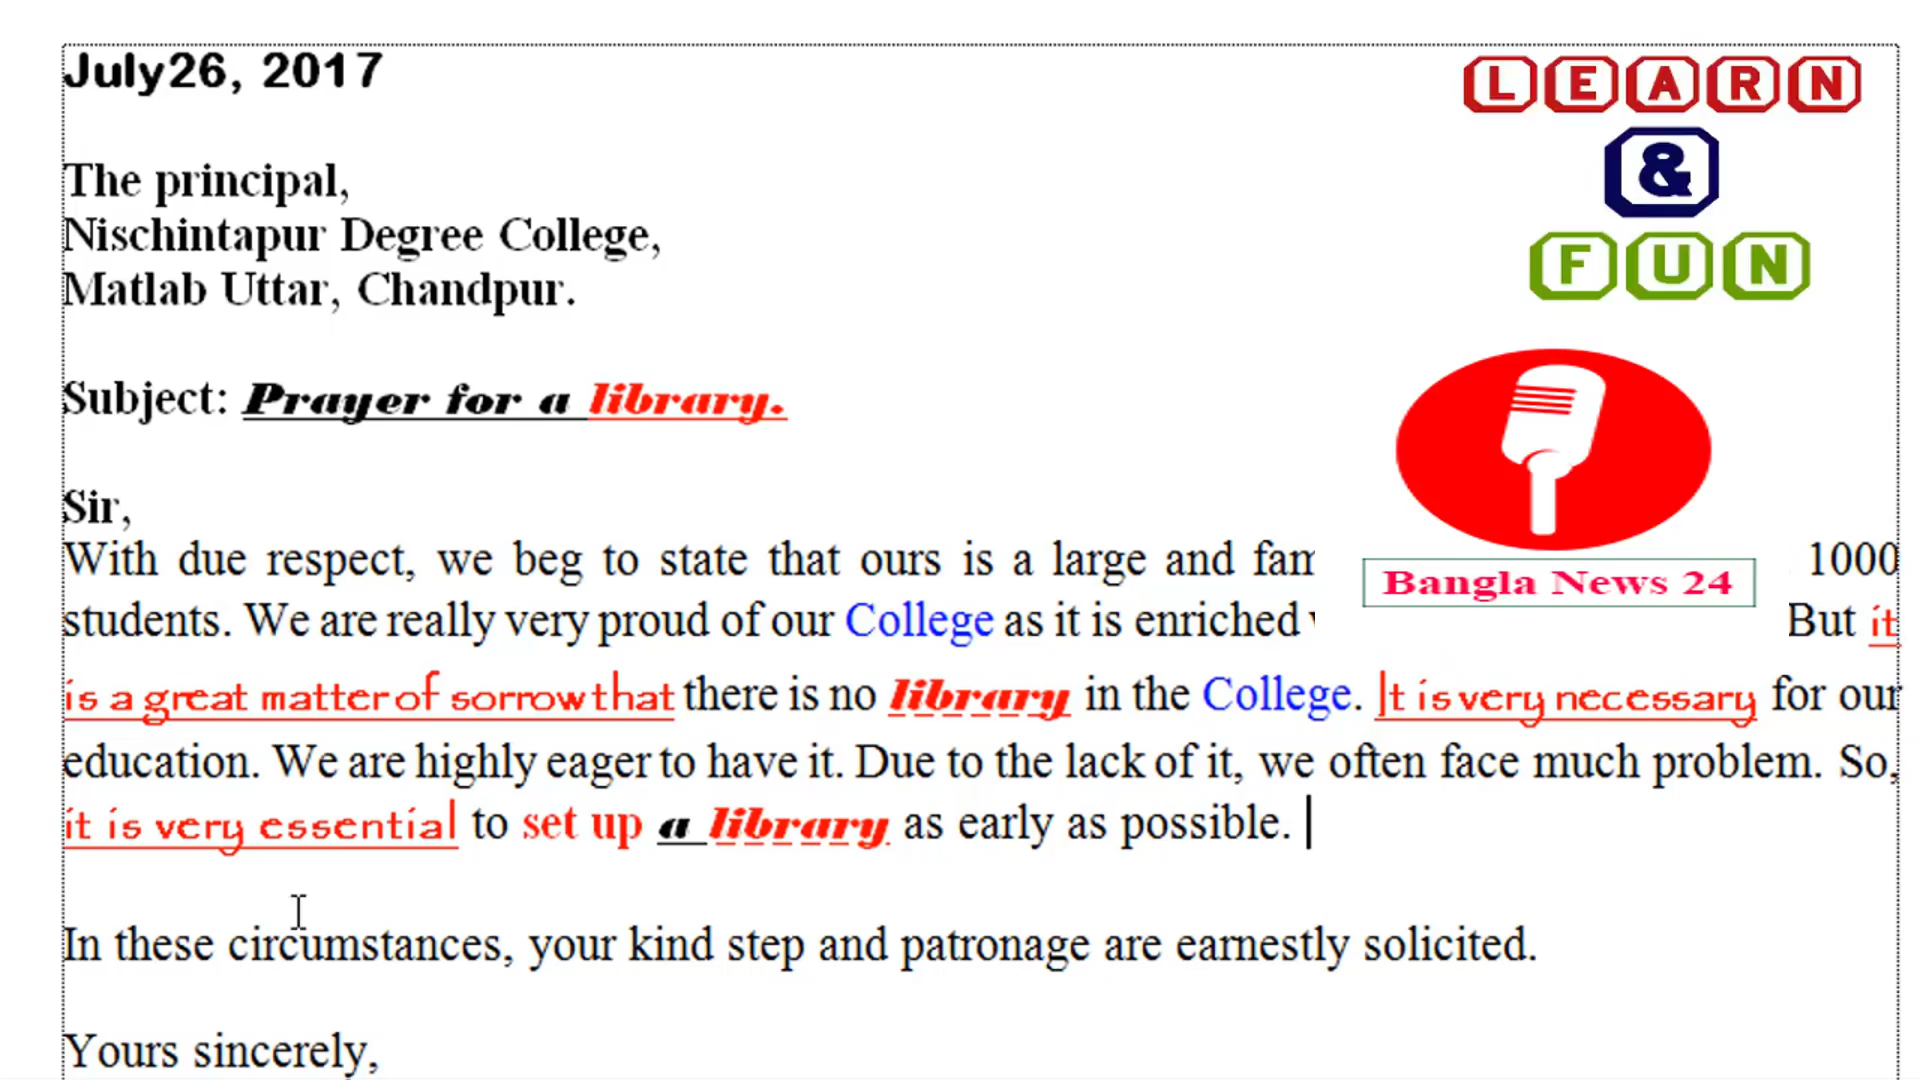 July26, 2017
LEARN
&
FUN
The principal,
Nischintapur Degree College,
Matlab Uttar, Chandpur.
Subject: Prayer for a library.
Sir,
With due respect, we beg to state that ours is a large and 1000
Bangla News 24
students. We are really very proud of our College as it is enriched But it
is a great matter of sorrow that there is no library in the College. It is very necessary for our
education. We are highly eager to have it. Due to the lack of it, we often face much problem. So,
it is very essential to set up a library as early as possible.
In these circumstances, your kind step and patronage are earnestly solicited.
Yours sincerely,